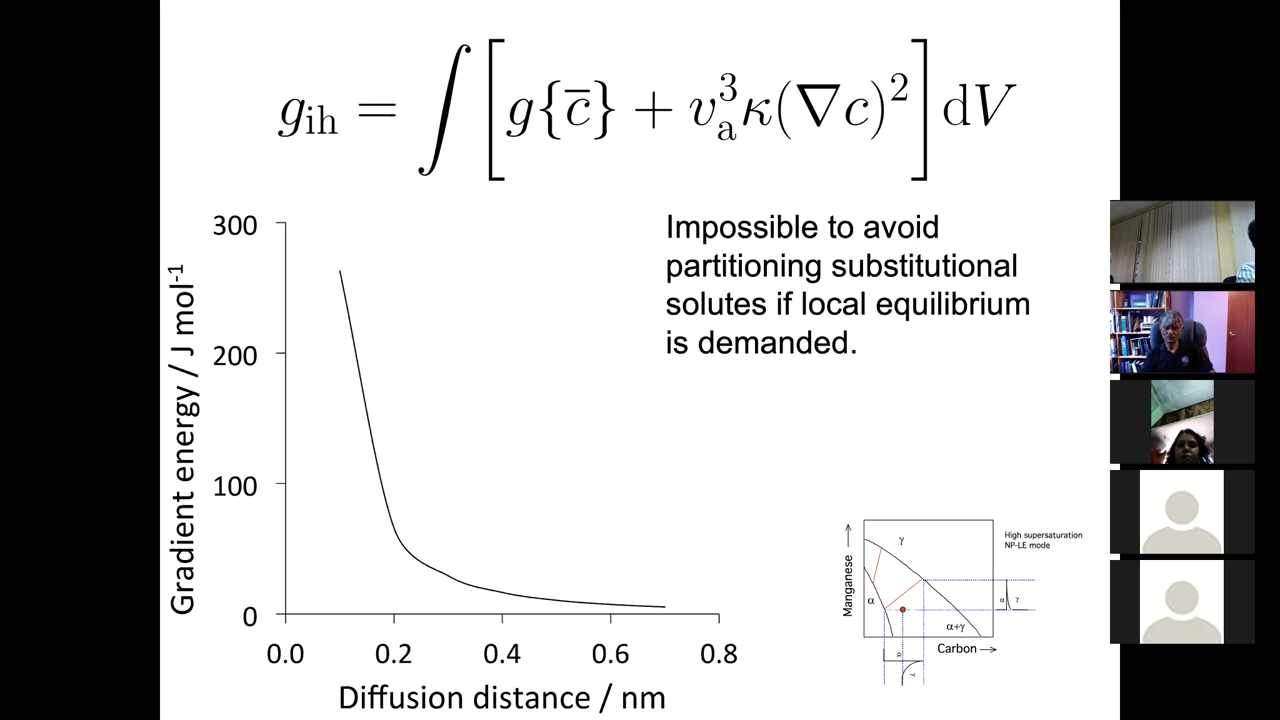 g_ih = ∫ [ g{c̅} + v_a^3 κ(∇c)^2 ] dV
Impossible to avoid
partitioning substitutional
solutes if local equilibrium
is demanded.
Gradient energy / J mol-1
300
200
100
0
0.0 0.2 0.4 0.6 0.8
Diffusion distance / nm
High supersaturation
NP-LE mode
Manganese
γ
α
α+γ
α γ
Carbon
α
γ